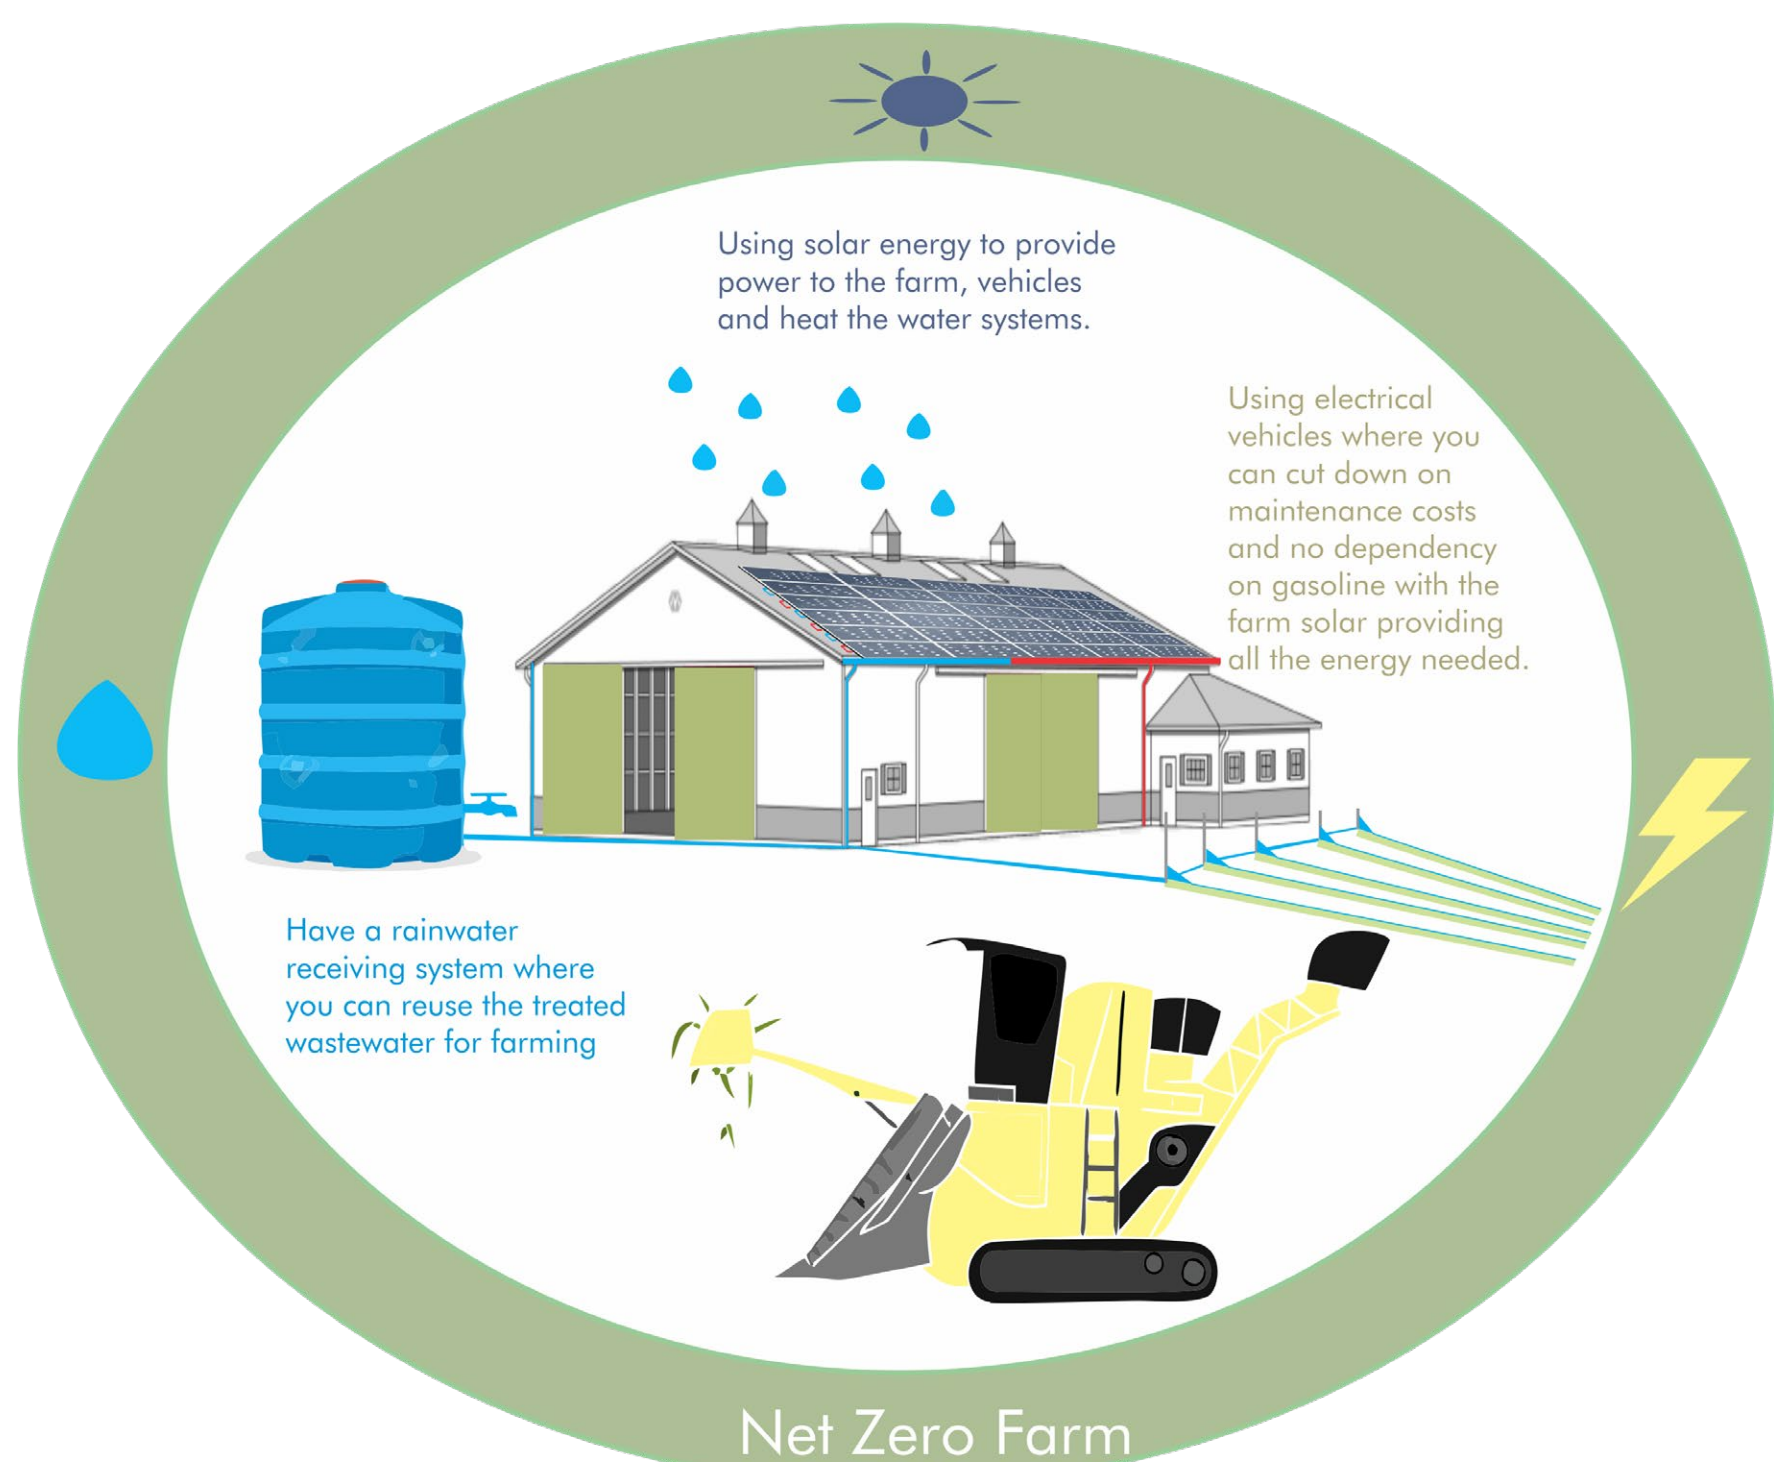 Using solar energy to provide
power to the farm, vehicles
and heat the water systems.
Using electrical
vehicles where you
can cut down on
maintenance costs
and no dependency
on gasoline with the
farm solar providing
all the energy needed.
Have a rainwater
receiving system where
you can reuse the treated
wastewater for farming
Net Zero Farm